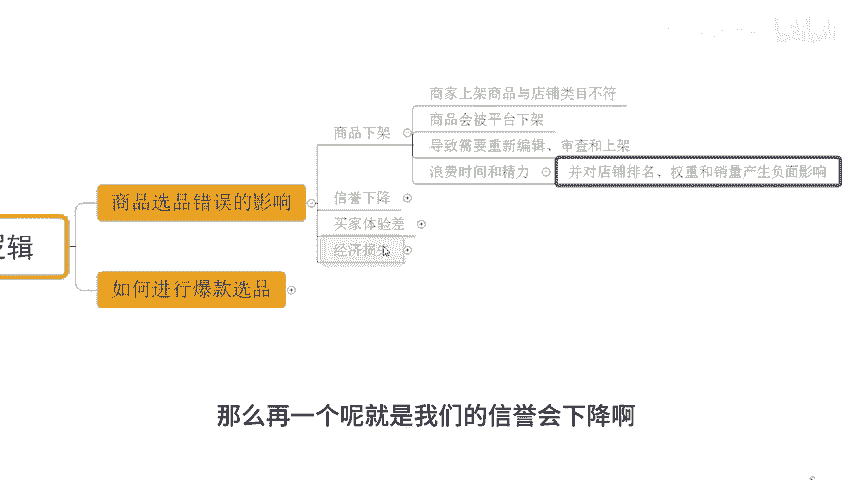 商家上架商品与店铺类目不符
商品会被平台下架
商品下架
导致需要重新编辑、审查和上架
浪费时间和精力
并对店铺排名、权重和销量产生负面影响
商品选品错误的影响
信誉下降
买家体验差
辑
经济损
如何进行爆款选品
那么再一个呢就是我们的信誉会下降啊